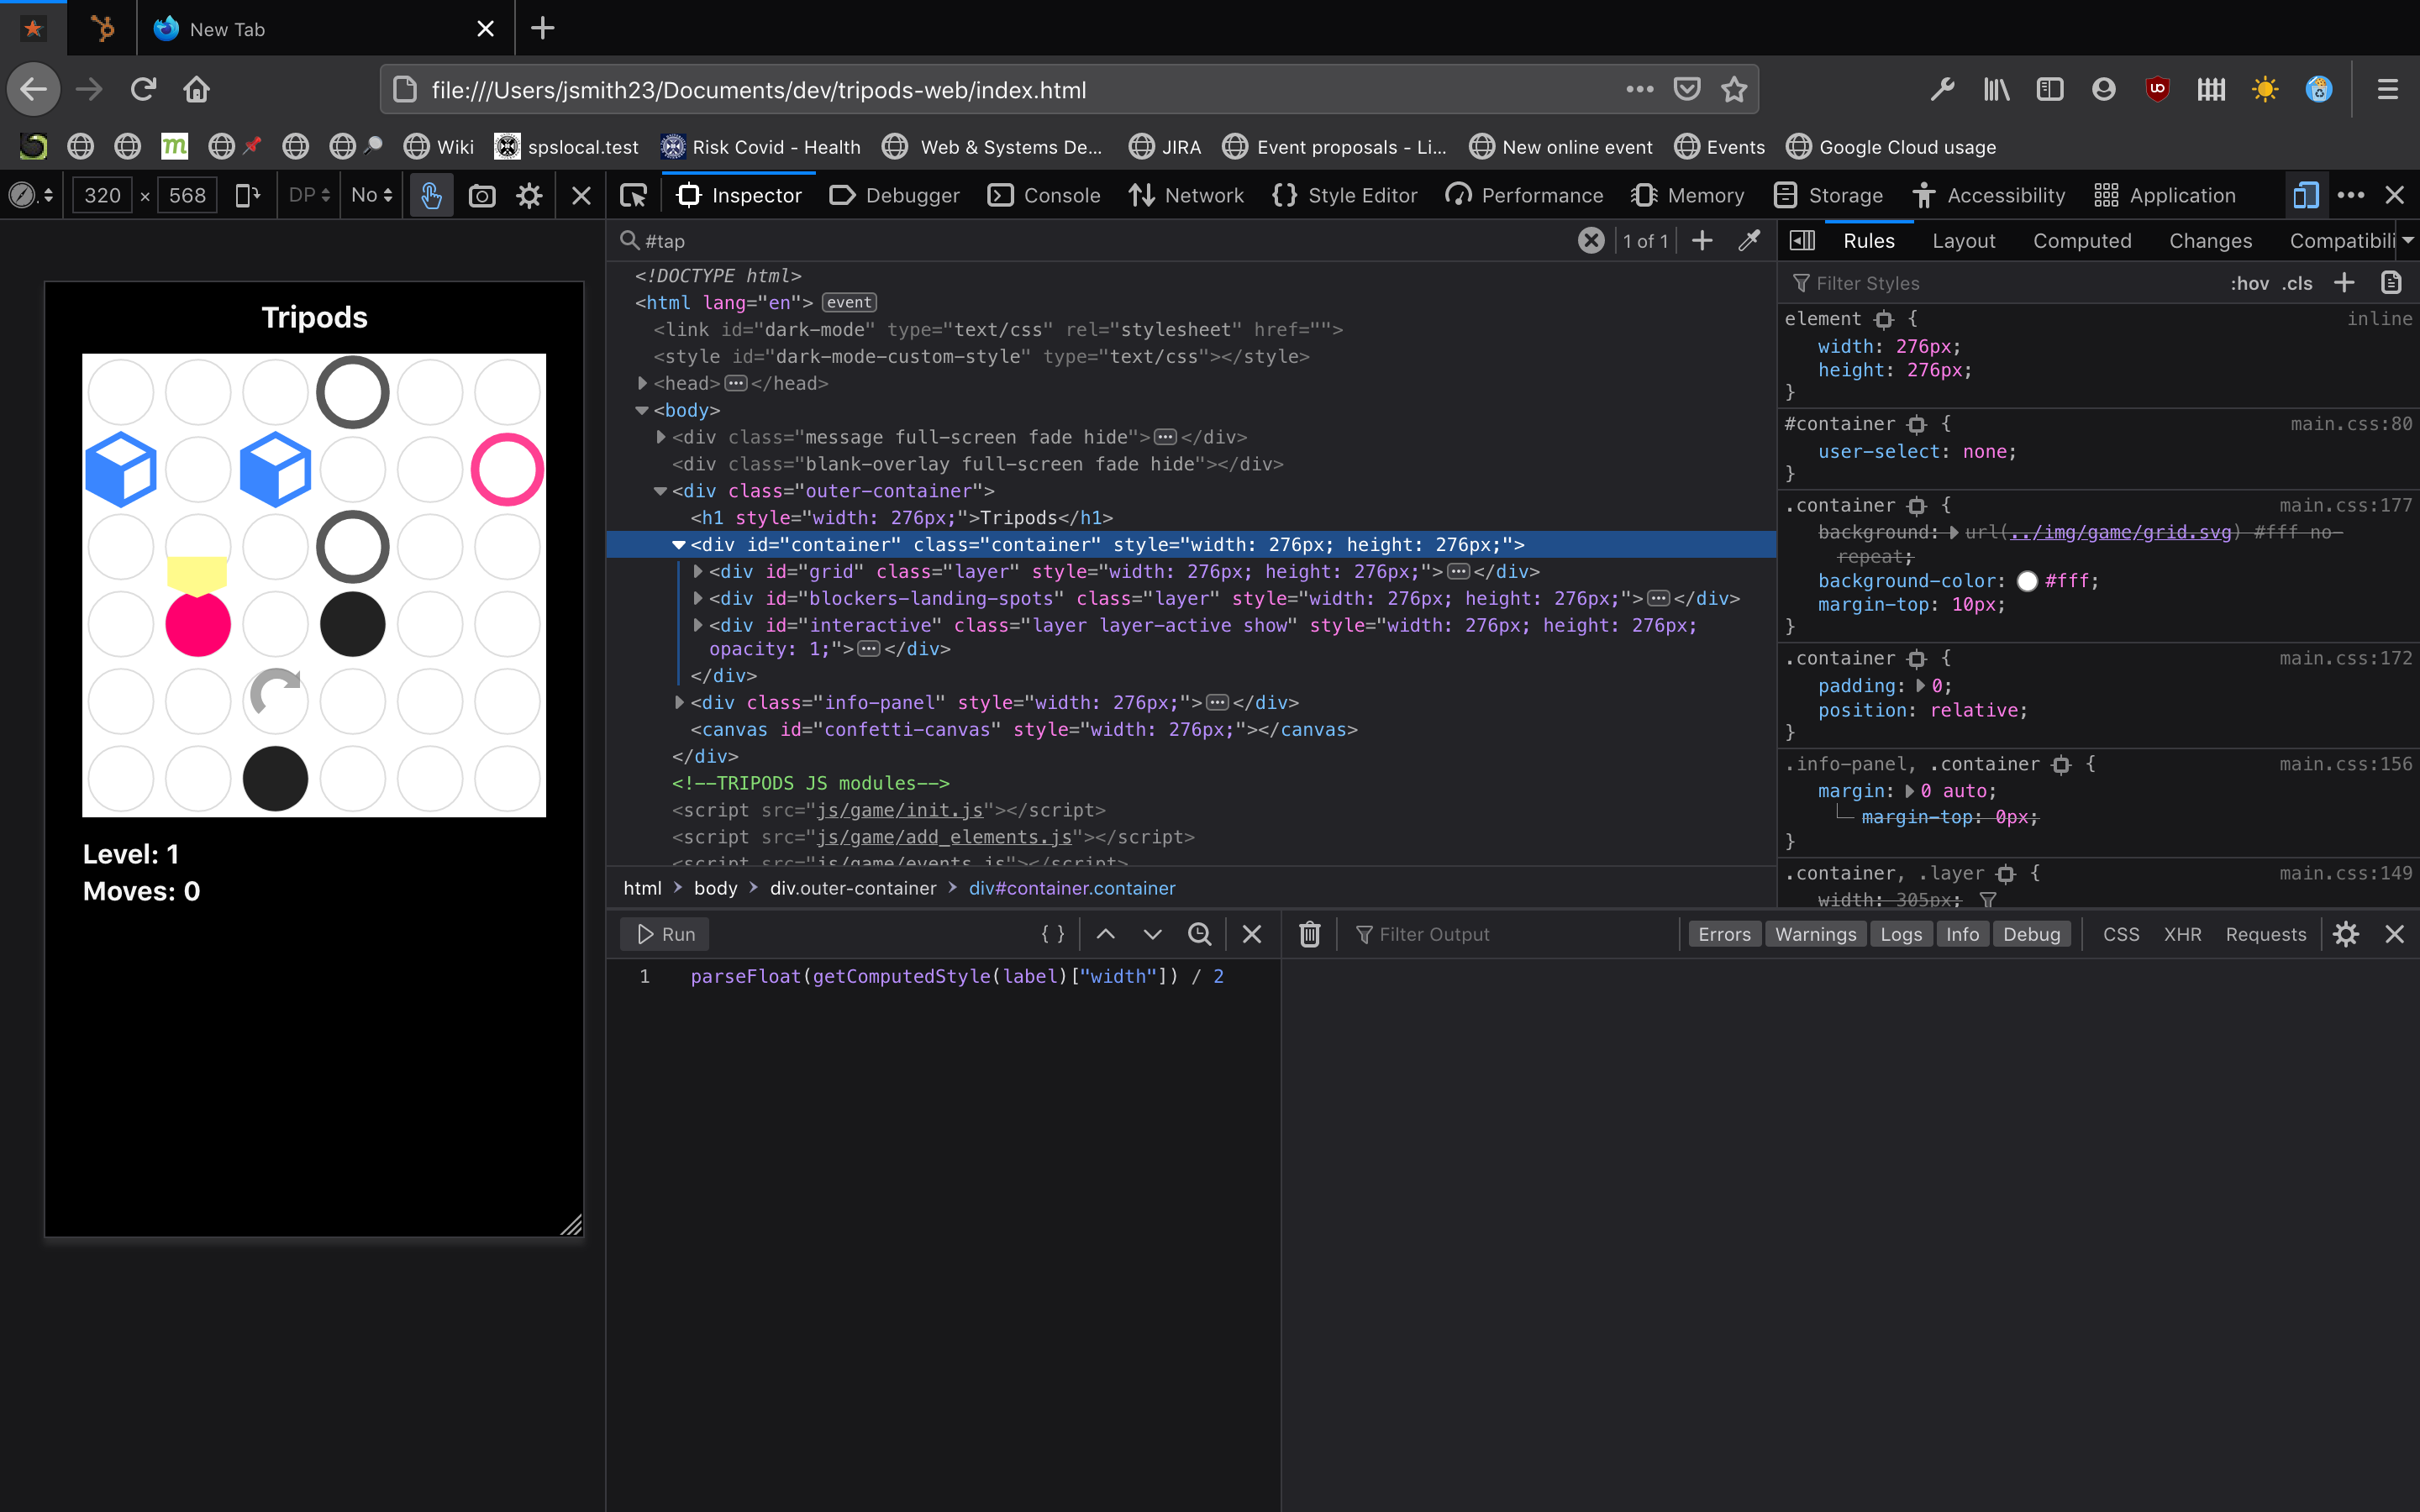 New Tab
file:///Users/jsmith23/Documents/dev/tripods-web/index.html
Wiki spslocal.test Risk Covid - Health Web & Systems De... JIRA Event proposals - Li... New online event Events Google Cloud usage
320 × 568 DP No Inspector Debugger Console Network Style Editor Performance Memory Storage Accessibility Application
Tripods
Level: 1
Moves: 0
#tap 1 of 1
<!DOCTYPE html>
<html lang="en"> event
<link id="dark-mode" type="text/css" rel="stylesheet" href="">
<style id="dark-mode-custom-style" type="text/css"></style>
<head></head>
<body>
<div class="message full-screen fade hide"></div>
<div class="blank-overlay full-screen fade hide"></div>
<div class="outer-container">
<h1 style="width: 276px;">Tripods</h1>
<div id="container" class="container" style="width: 276px; height: 276px;">
<div id="grid" class="layer" style="width: 276px; height: 276px;"></div>
<div id="blockers-landing-spots" class="layer" style="width: 276px; height: 276px;"></div>
<div id="interactive" class="layer layer-active show" style="width: 276px; height: 276px;
opacity: 1;"></div>
</div>
<div class="info-panel" style="width: 276px;"></div>
<canvas id="confetti-canvas" style="width: 276px;"></canvas>
</div>
<!--TRIPODS JS modules-->
<script src="js/game/init.js"></script>
<script src="js/game/add_elements.js"></script>
<script src="js/game/events.js"></script>
html > body > div.outer-container > div#container.container
Rules Layout Computed Changes Compatibili
Filter Styles :hov .cls
element { inline
width: 276px;
height: 276px;
}
#container { main.css:80
user-select: none;
}
.container { main.css:177
background: url(../img/game/grid.svg) #fff no-
repeat;
background-color: #fff;
margin-top: 10px;
}
.container { main.css:172
padding: 0;
position: relative;
}
.info-panel, .container { main.css:156
margin: 0 auto;
margin-top: 0px;
}
.container, .layer { main.css:149
width: 305px;
Run { }
1 parseFloat(getComputedStyle(label)["width"]) / 2
Filter Output Errors Warnings Logs Info Debug CSS XHR Requests